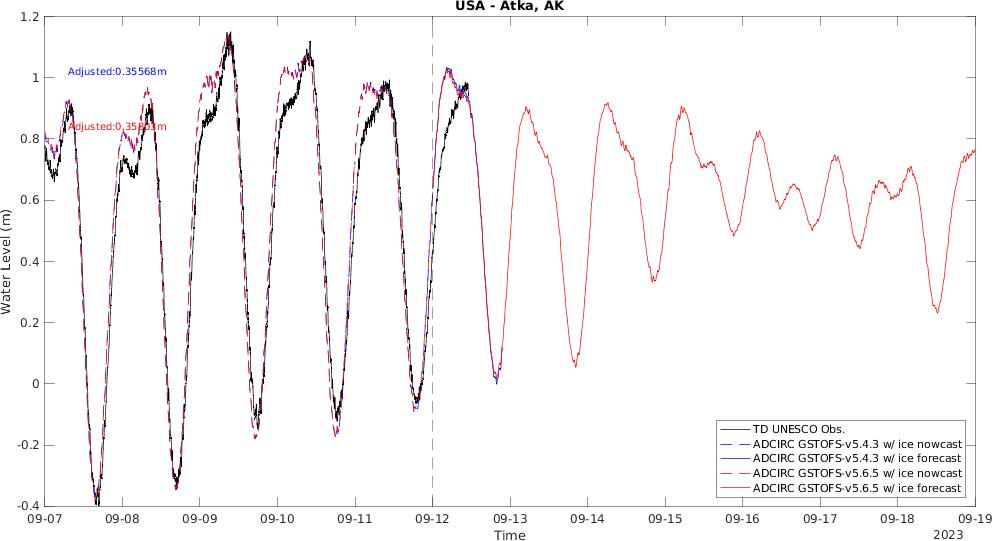 USA - Atka, AK
1.2
1
0.8
0.6
0.4
0.2
0
-0.2
-0.4
Water Level (m)
Adjusted:0.35568m
Adjusted:0.35803m
09-07
09-08
09-09
09-10
09-11
09-12
09-13
09-14
09-15
09-16
09-17
09-18
09-19
Time
2023
TD UNESCO Obs.
ADCIRC GSTOFS-v5.4.3 w/ ice nowcast
ADCIRC GSTOFS-v5.4.3 w/ ice forecast
ADCIRC GSTOFS-v5.6.5 w/ ice nowcast
ADCIRC GSTOFS-v5.6.5 w/ ice forecast